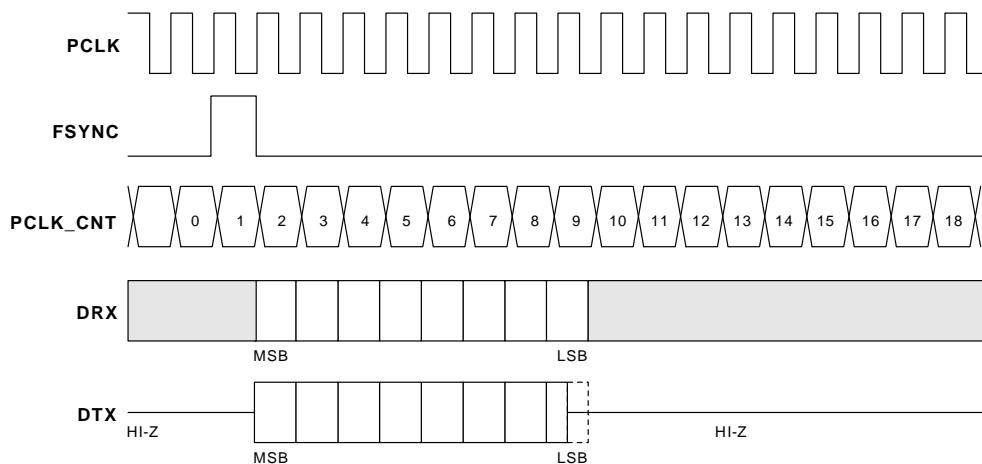 PCLK
FSYNC
PCLK_CNT 0 1 2 3 4 5 6 7 8 9 10 11 12 13 14 15 16 17 18
DRX
MSB LSB
DTX
HI-Z HI-Z
MSB LSB